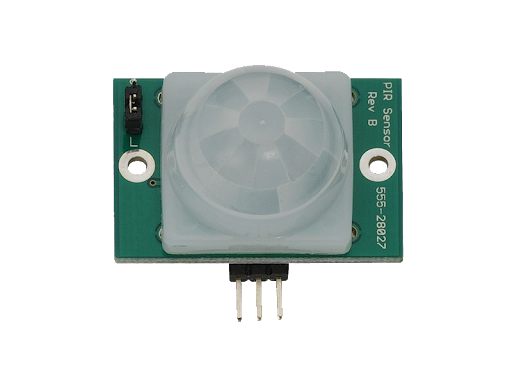 PIR Sensor
Rev B
555-28027
L